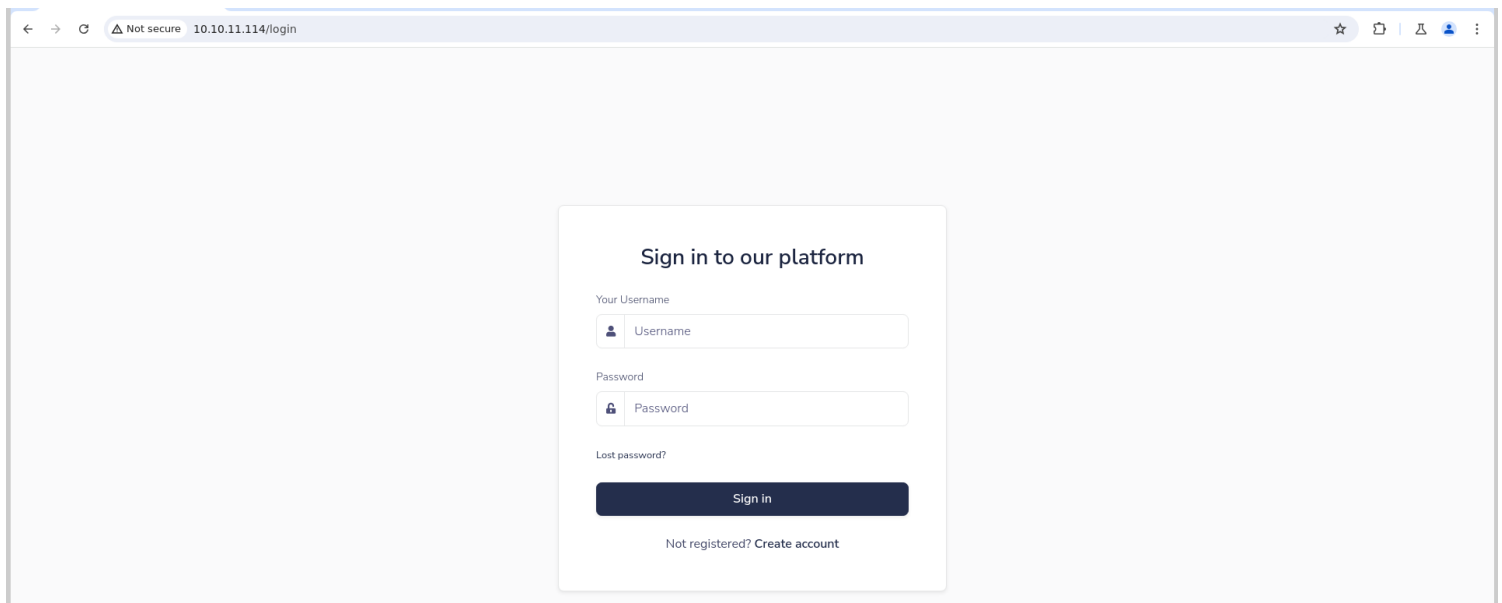 Not secure 10.10.11.114/login
Sign in to our platform
Your Username
Username
Password
Password
Lost password?
Sign in
Not registered? Create account